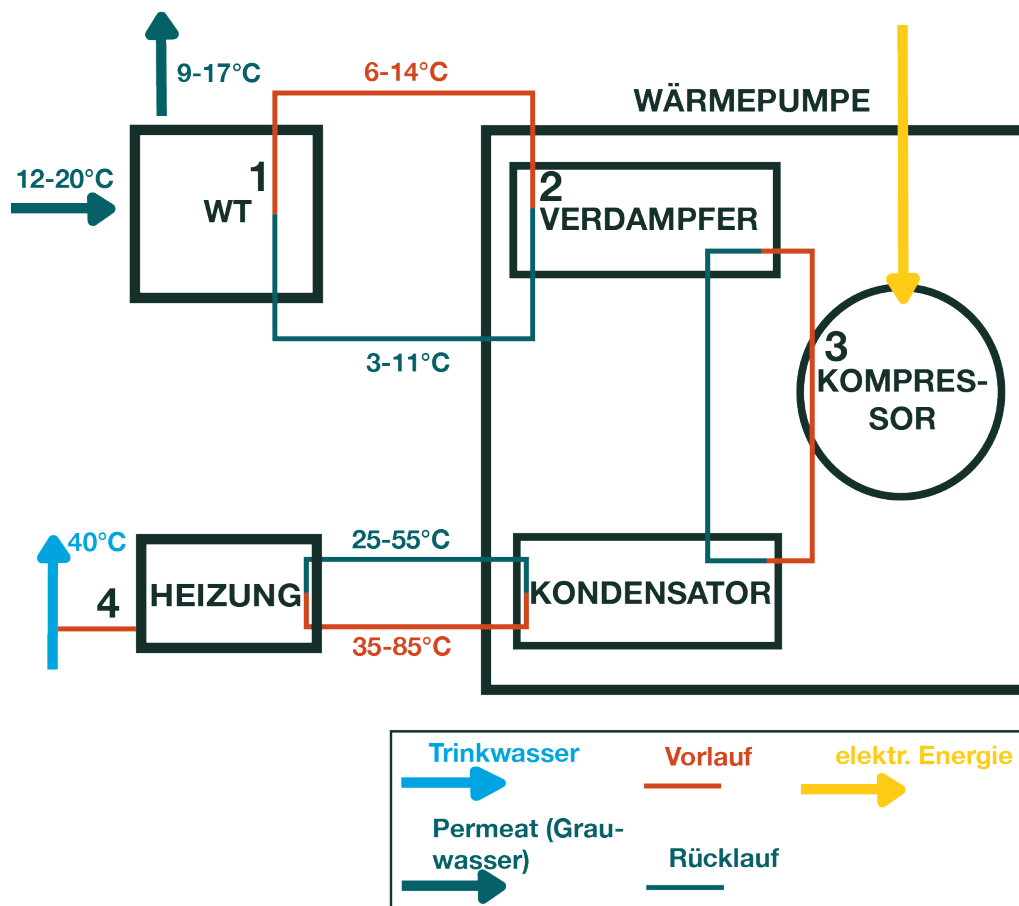 9-17°C
6-14°C
WÄRMEPUMPE
12-20°C
1
WT
2
VERDAMPFER
3-11°C
3
KOMPRES-
SOR
40°C
25-55°C
4
HEIZUNG
KONDENSATOR
35-85°C
Trinkwasser
Vorlauf
elektr. Energie
Permeat (Grau-
wasser)
Rücklauf